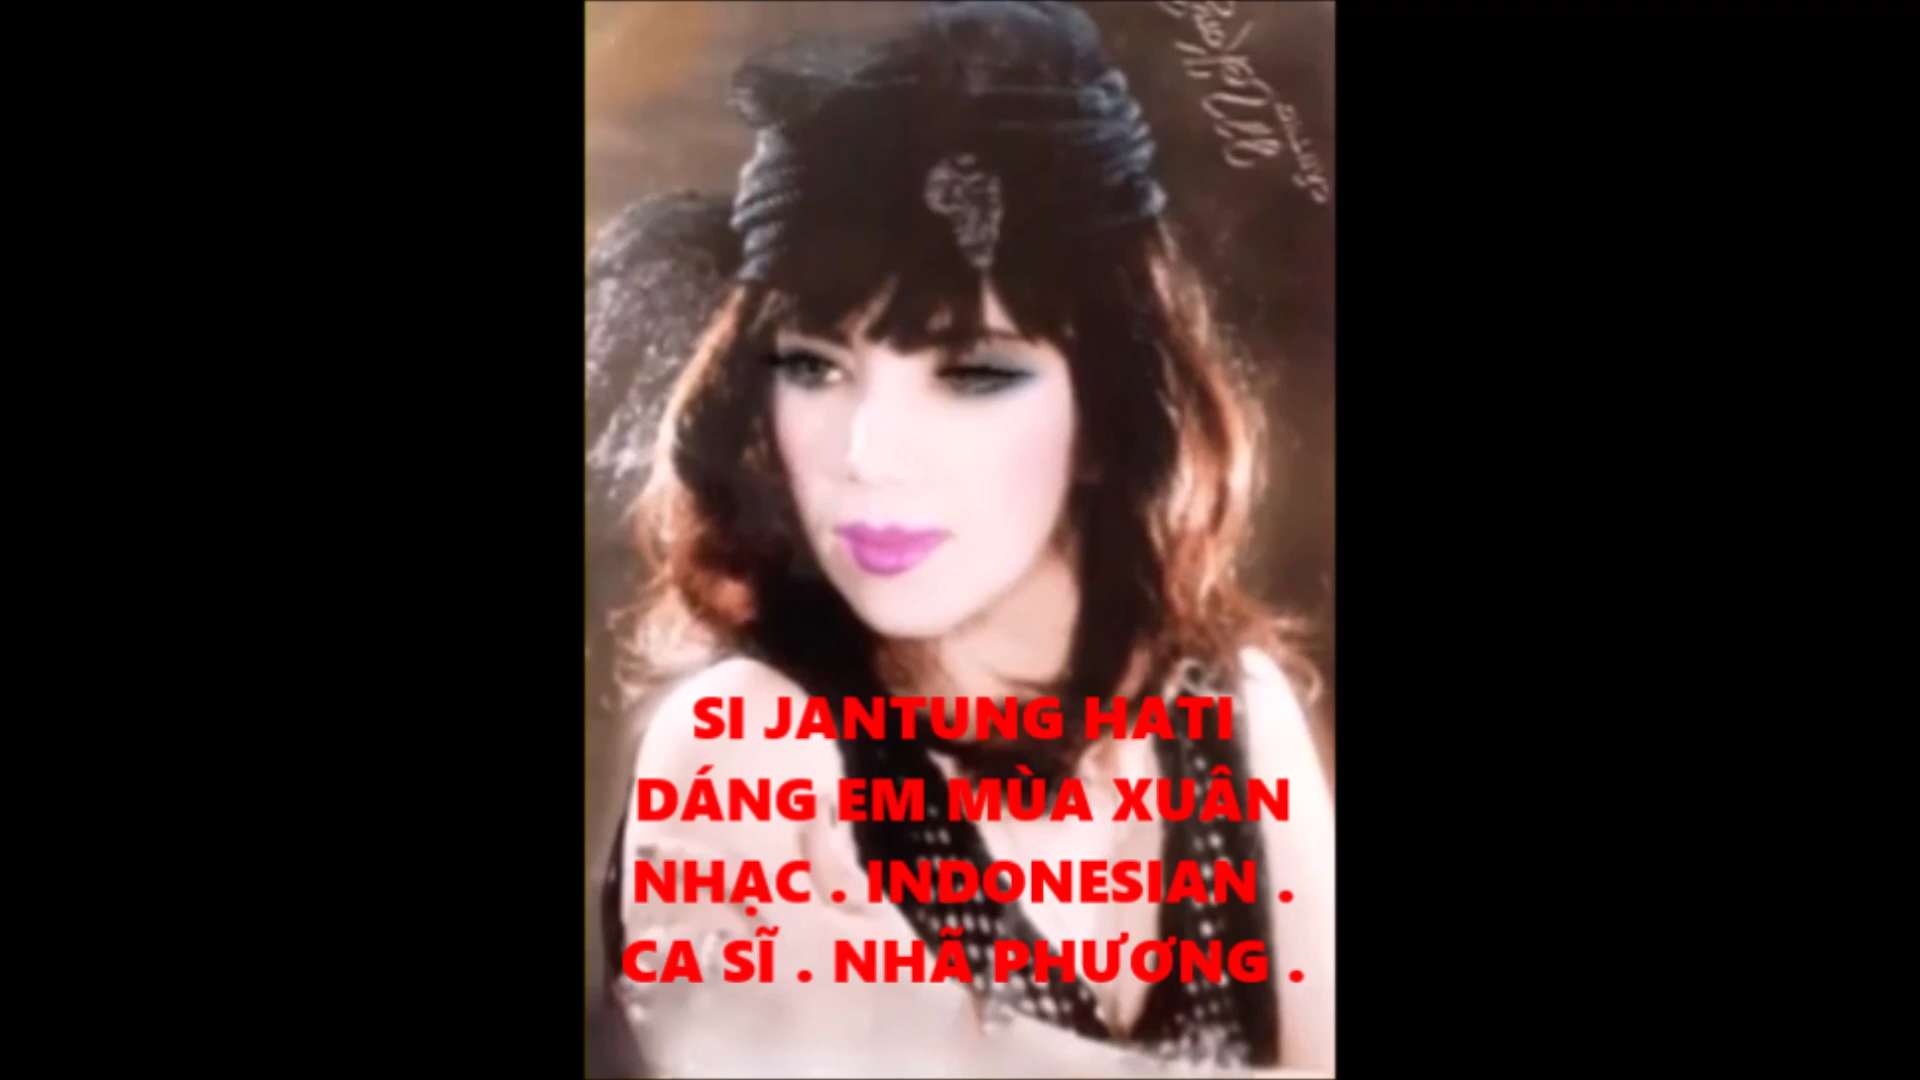 SI JANTUNG HATI
DÁNG EM MÙA XUÂN
NHẠC . INDONESIAN .
CA SĨ . NHÃ PHƯƠNG .